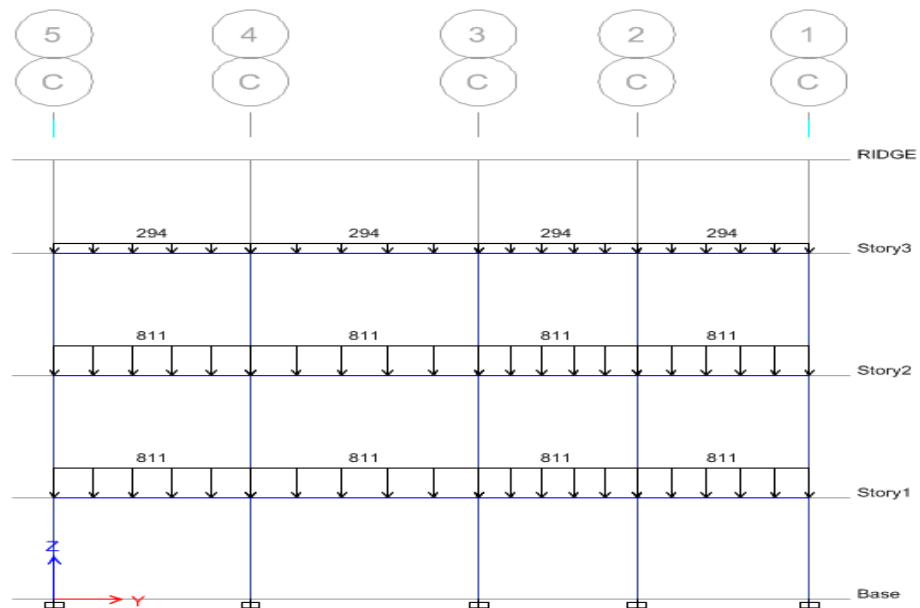 5 4 3 2 1
C C C C C
RIDGE
294 294 294 294
Story3
811 811 811 811
Story2
811 811 811 811
Story1
Z
Y
Base